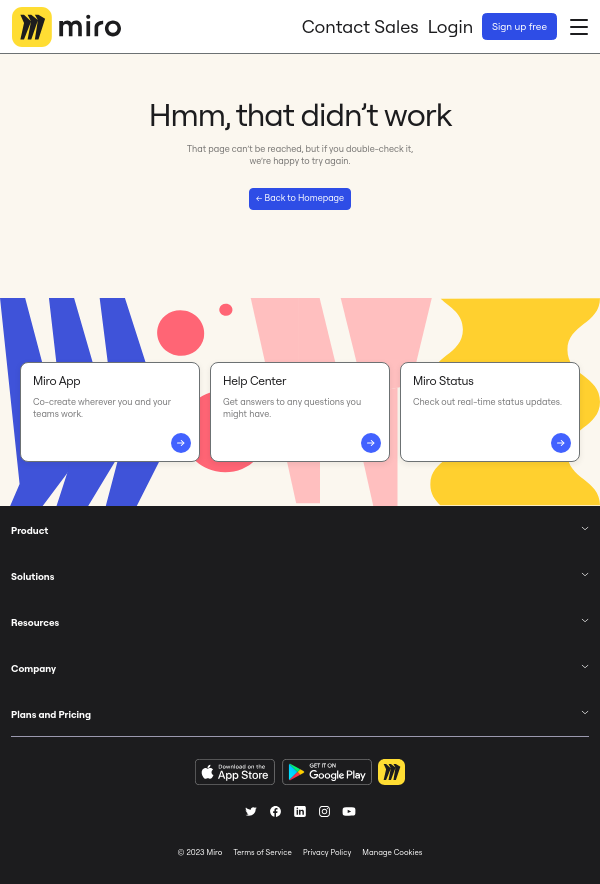 miro
Contact Sales Login Sign up free
Hmm, that didn't work
That page can't be reached, but if you double-check it,
we're happy to try again.
← Back to Homepage
Miro App
Co-create wherever you and your
teams work.
Help Center
Get answers to any questions you
might have.
Miro Status
Check out real-time status updates.
Product
Solutions
Resources
Company
Plans and Pricing
Download on the
App Store
GET IT ON
Google Play
© 2023 Miro Terms of Service Privacy Policy Manage Cookies